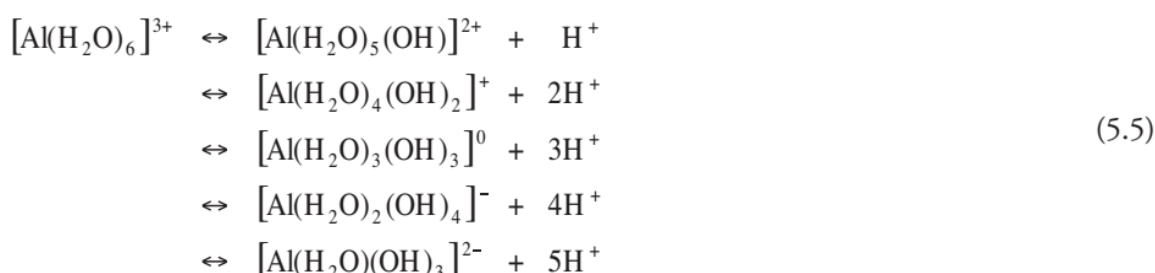 [Al(H₂O)₆]³⁺ ↔ [Al(H₂O)₅(OH)]²⁺ + H⁺
↔ [Al(H₂O)₄(OH)₂]⁺ + 2H⁺
↔ [Al(H₂O)₃(OH)₃]⁰ + 3H⁺ (5.5)
↔ [Al(H₂O)₂(OH)₄]⁻ + 4H⁺
↔ [Al(H₂O)(OH)₃]²⁻ + 5H⁺